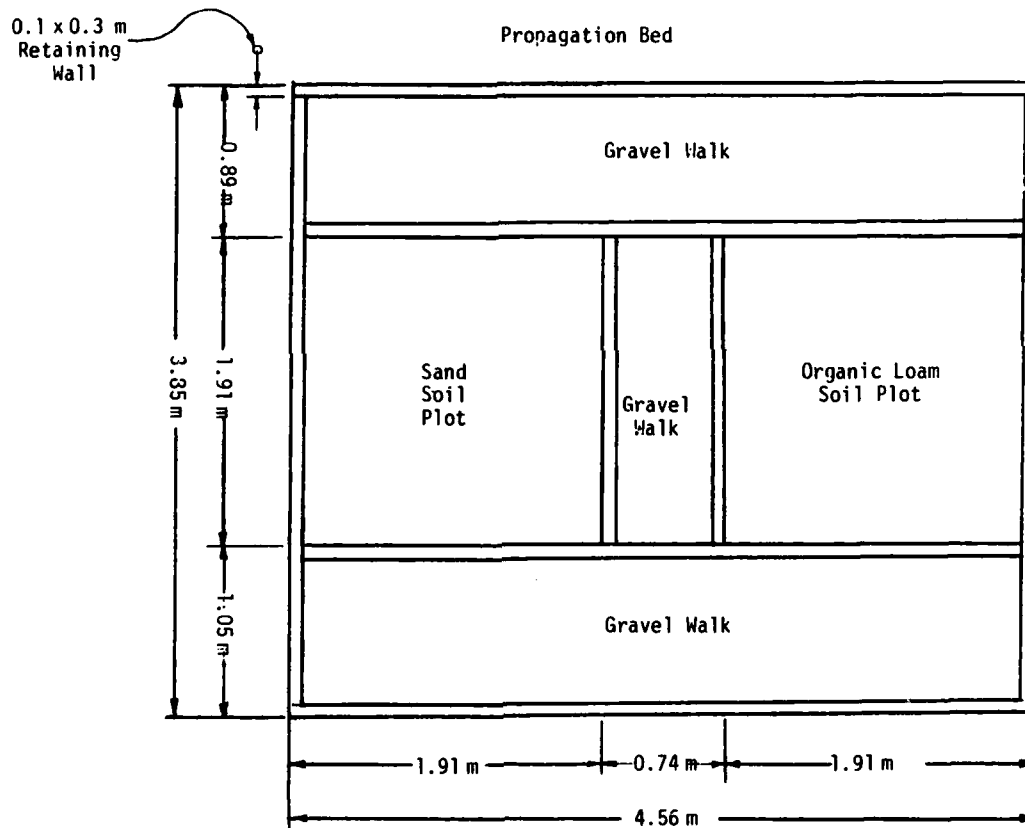 0.1 x 0.3 m
Retaining
Wall
Propagation Bed
Gravel Walk
0.89 m
3.85 m
1.91 m
Sand
Soil
Plot
Gravel
Walk
Organic Loam
Soil Plot
1.05 m
Gravel Walk
1.91 m
0.74 m
1.91 m
4.56 m